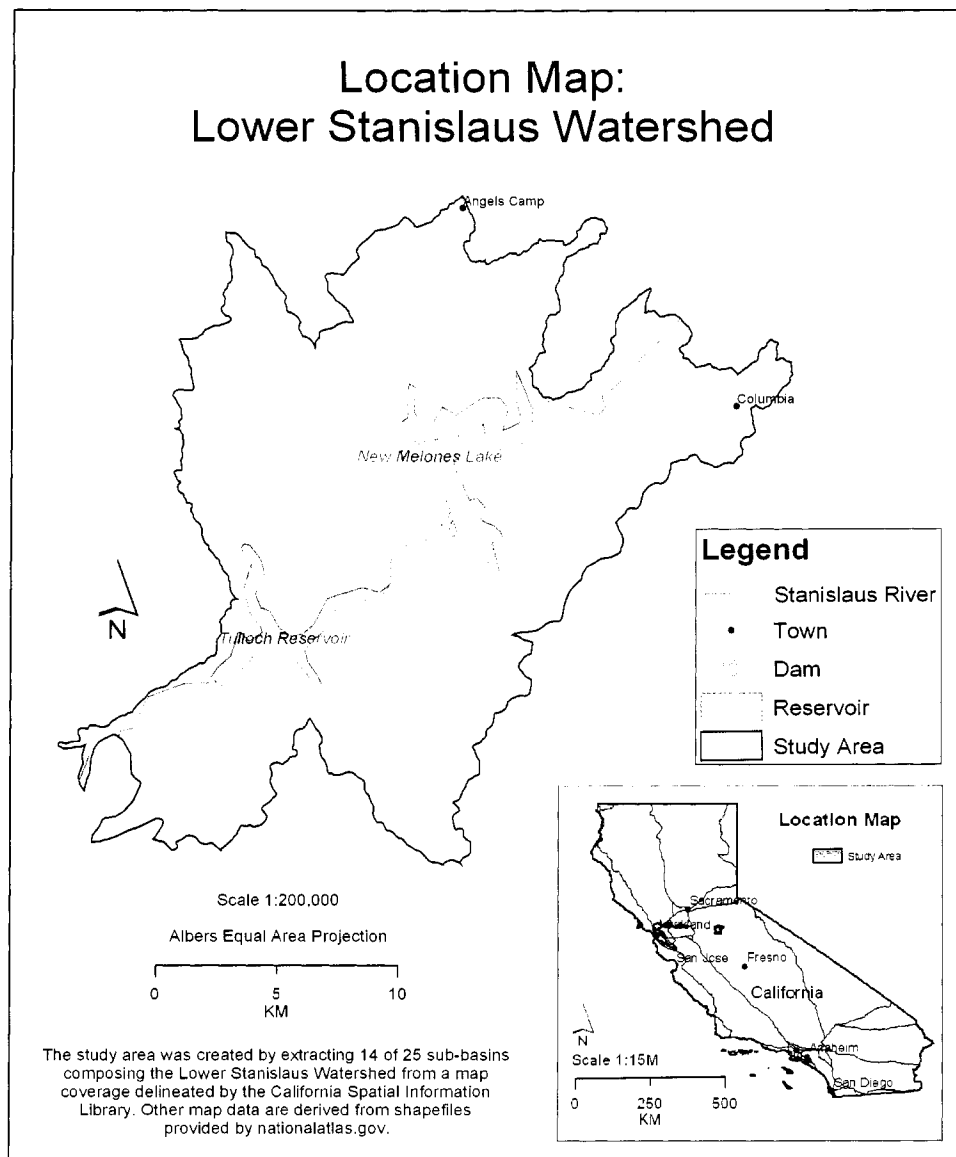 Location Map:
Lower Stanislaus Watershed
Angels Camp
Columbia
New Melones Lake
Tulloch Reservoir
N
Legend
Stanislaus River
Town
Dam
Reservoir
Study Area
Scale 1:200,000
Albers Equal Area Projection
0 5 10
KM
The study area was created by extracting 14 of 25 sub-basins
composing the Lower Stanislaus Watershed from a map
coverage delineated by the California Spatial Information
Library. Other map data are derived from shapefiles
provided by nationalatlas.gov.
Location Map
Study Area
Sacramento
San Jose
Fresno
California
Anaheim
San Diego
N
Scale 1:15M
0 250 500
KM